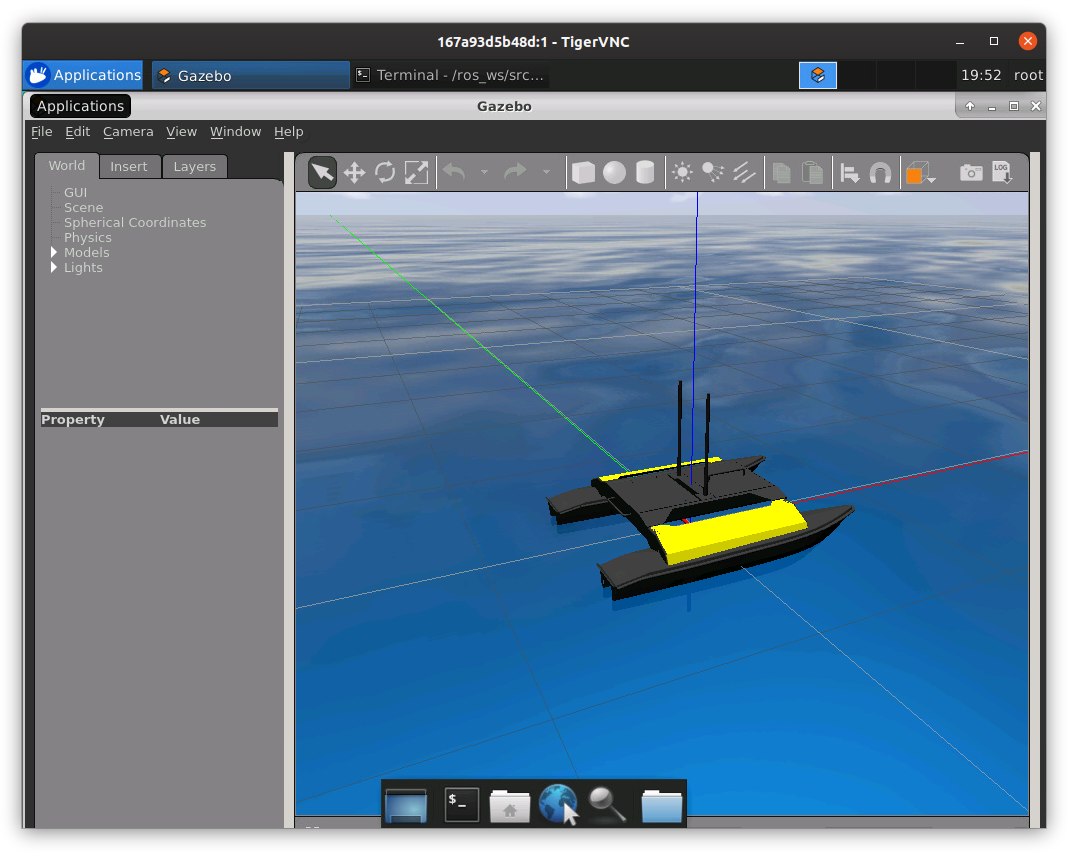 167a93d5b48d:1 - TigerVNC
Applications Gazebo Terminal - /ros_ws/src... 19:52 root
Applications Gazebo
File Edit Camera View Window Help
World Insert Layers
GUI
Scene
Spherical Coordinates
Physics
Models
Lights
Property Value
LOG
$_
$_